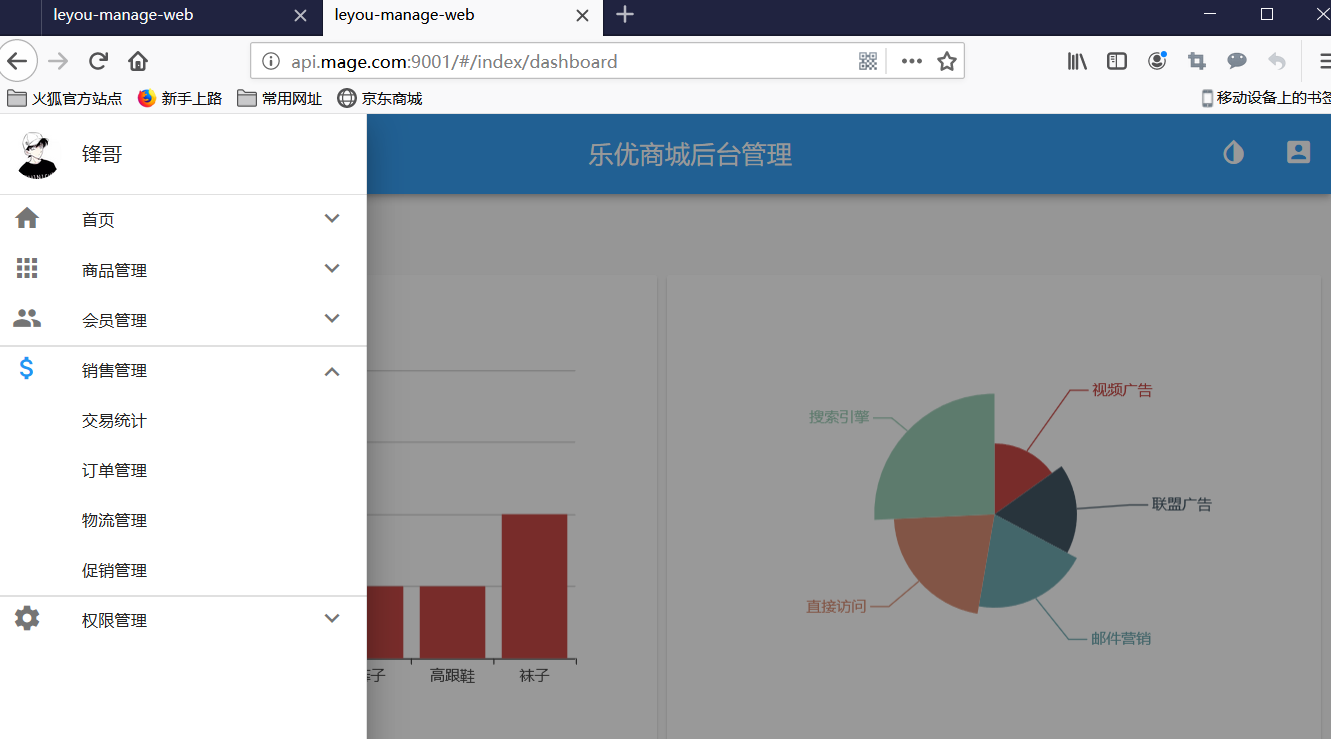 leyou-manage-web
leyou-manage-web
api.mage.com:9001/#/index/dashboard
火狐官方站点 新手上路 常用网址 京东商城 移动设备上的书签
锋哥
乐优商城后台管理
首页
商品管理
会员管理
销售管理
交易统计
订单管理
物流管理
促销管理
权限管理
高跟鞋 袜子
视频广告
搜索引擎
联盟广告
直接访问
邮件营销